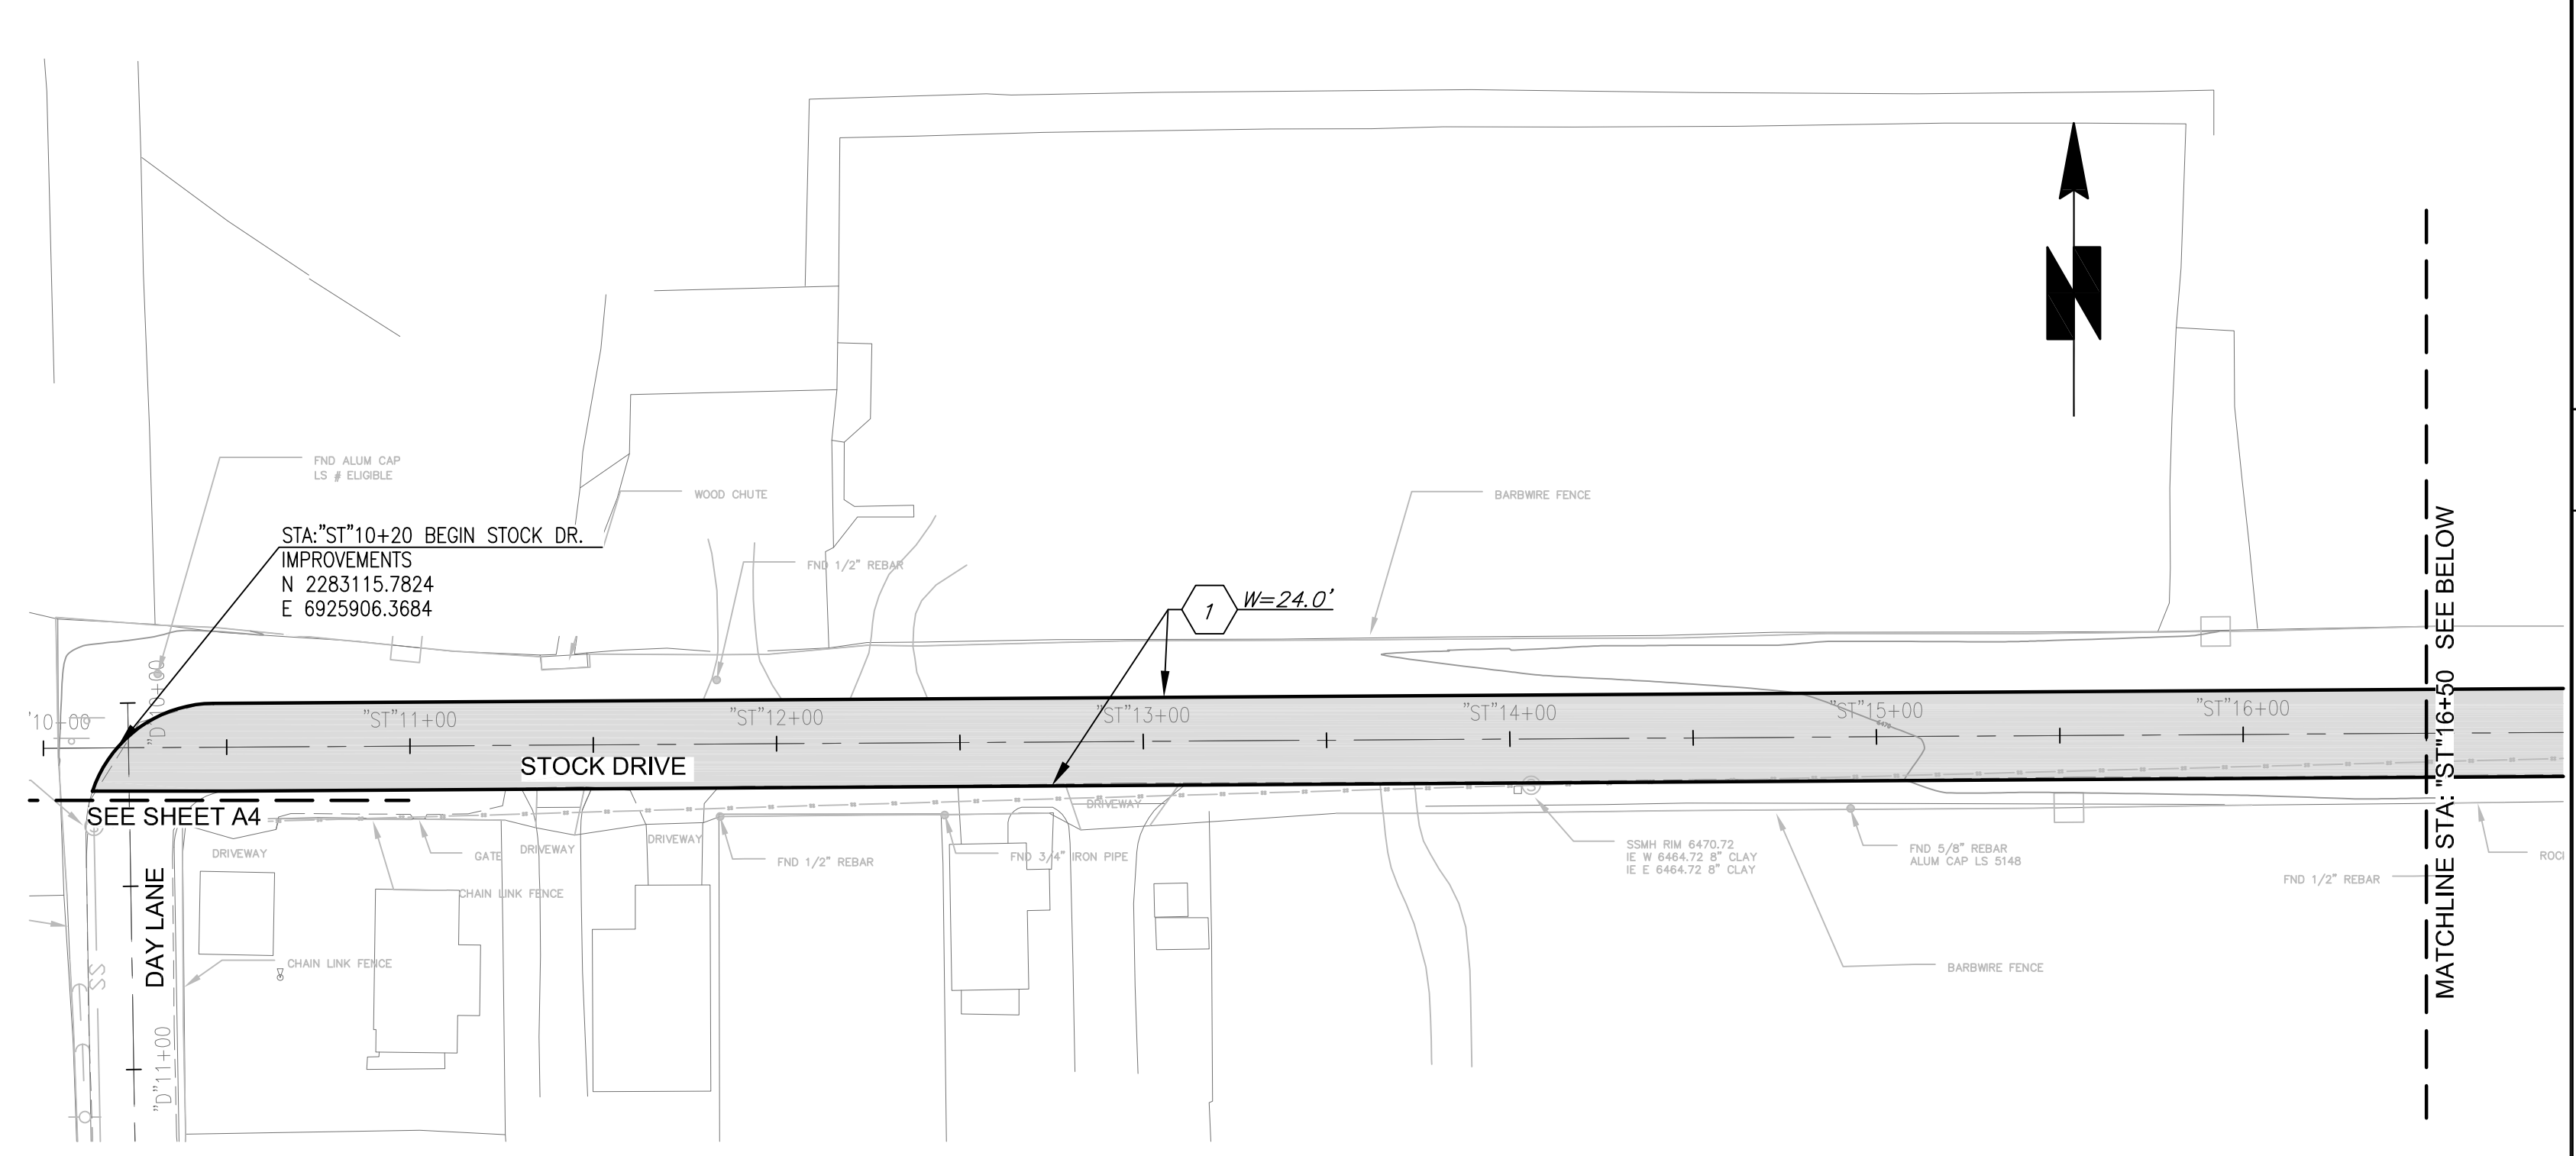 N
FND ALUM CAP
LS # ELIGIBLE
WOOD CHUTE
BARBWIRE FENCE
STA:"ST"10+20 BEGIN STOCK DR.
IMPROVEMENTS
N 2283115.7824
E 6925906.3684
FND 1/2" REBAR
1 W=24.0'
"D"10+00
'10+00
"ST"11+00
"ST"12+00
"ST"13+00
"ST"14+00
"ST"15+00
"ST"16+00
STOCK DRIVE
SEE SHEET A4
DRIVEWAY
DRIVEWAY
GATE
DRIVEWAY
DRIVEWAY
FND 1/2" REBAR
FND 3/4" IRON PIPE
SSMH RIM 6470.72
IE W 6464.72 8" CLAY
IE E 6464.72 8" CLAY
FND 5/8" REBAR
ALUM CAP LS 5148
FND 1/2" REBAR
CHAIN LINK FENCE
CHAIN LINK FENCE
BARBWIRE FENCE
DAY LANE
SS
S
"D"11+00
MATCHLINE STA: "ST"16+50 SEE BELOW